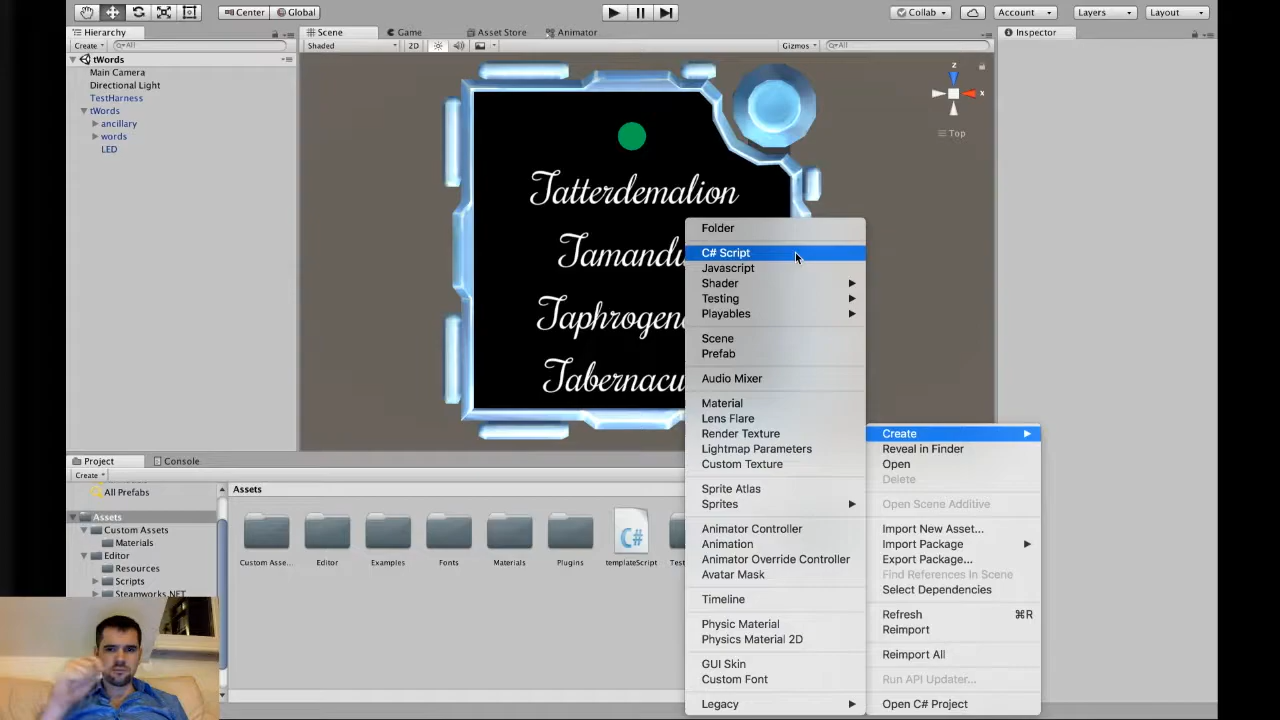 Center
Global
Collab
Account
Layers
Layout
Hierarchy
Create
All
tWords
Main Camera
Directional Light
TestHarness
tWords
ancillary
words
LED
Scene
Game
Asset Store
Animator
Shaded
2D
Gizmos
All
Inspector
z
x
Top
Tatterdemalion
Tamandu
Taphrogen
Tabernacu
Folder
C# Script
Javascript
Shader
Testing
Playables
Scene
Prefab
Audio Mixer
Material
Lens Flare
Render Texture
Lightmap Parameters
Custom Texture
Sprite Atlas
Sprites
Animator Controller
Animation
Animator Override Controller
Avatar Mask
Timeline
Physic Material
Physics Material 2D
GUI Skin
Custom Font
Legacy
Create
Reveal in Finder
Open
Delete
Open Scene Additive
Import New Asset...
Import Package
Export Package...
Find References In Scene
Select Dependencies
Refresh ⌘R
Reimport
Reimport All
Run API Updater...
Open C# Project
Project
Console
Create
All Prefabs
Assets
Custom Assets
Materials
Editor
Resources
Scripts
Steamworks.NET
Assets
Custom Asse...
Editor
Examples
Fonts
Materials
Plugins
C#
templateScript
Tes